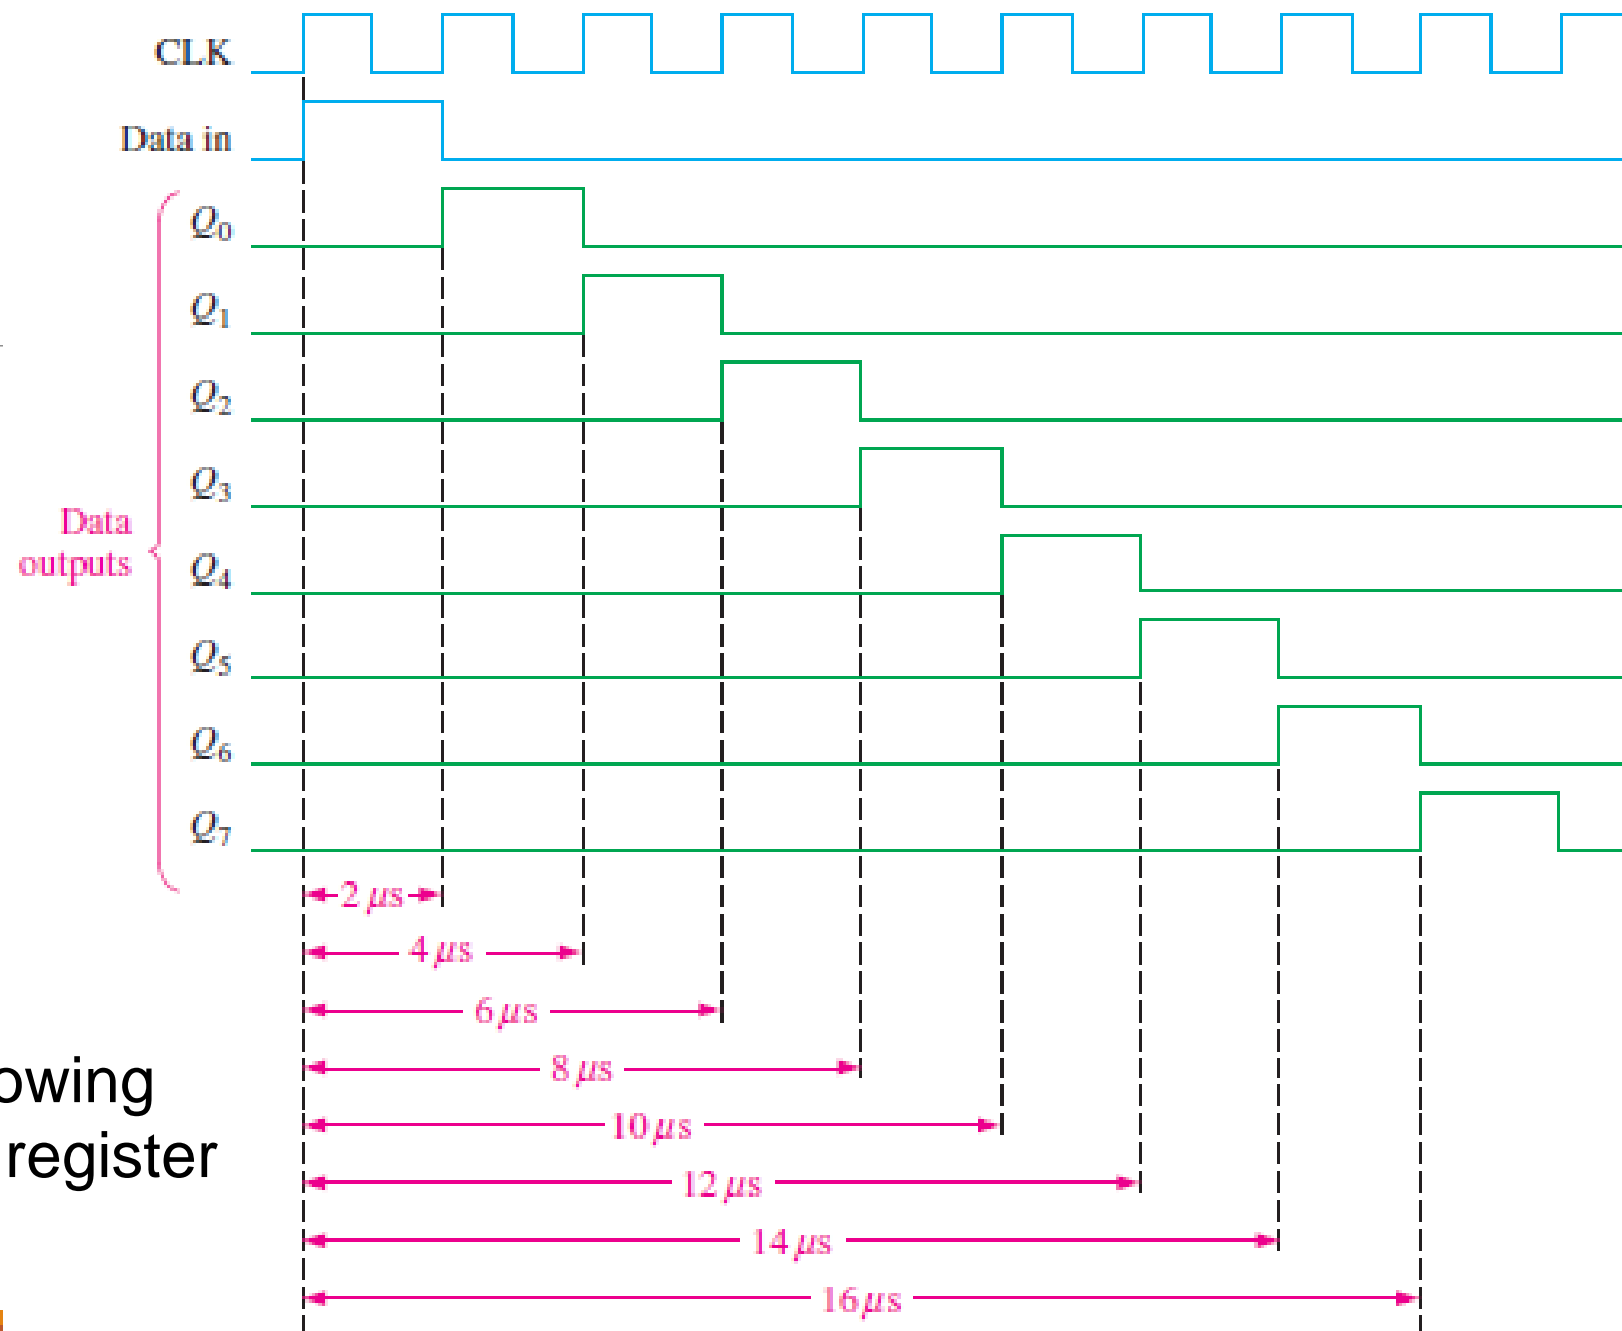 CLK
Data in
Q0
Q1
Q2
Q3
Data
outputs
Q4
Q5
Q6
Q7
2 μs
4 μs
6 μs
8 μs
10 μs
12 μs
14 μs
16 μs
owing
register